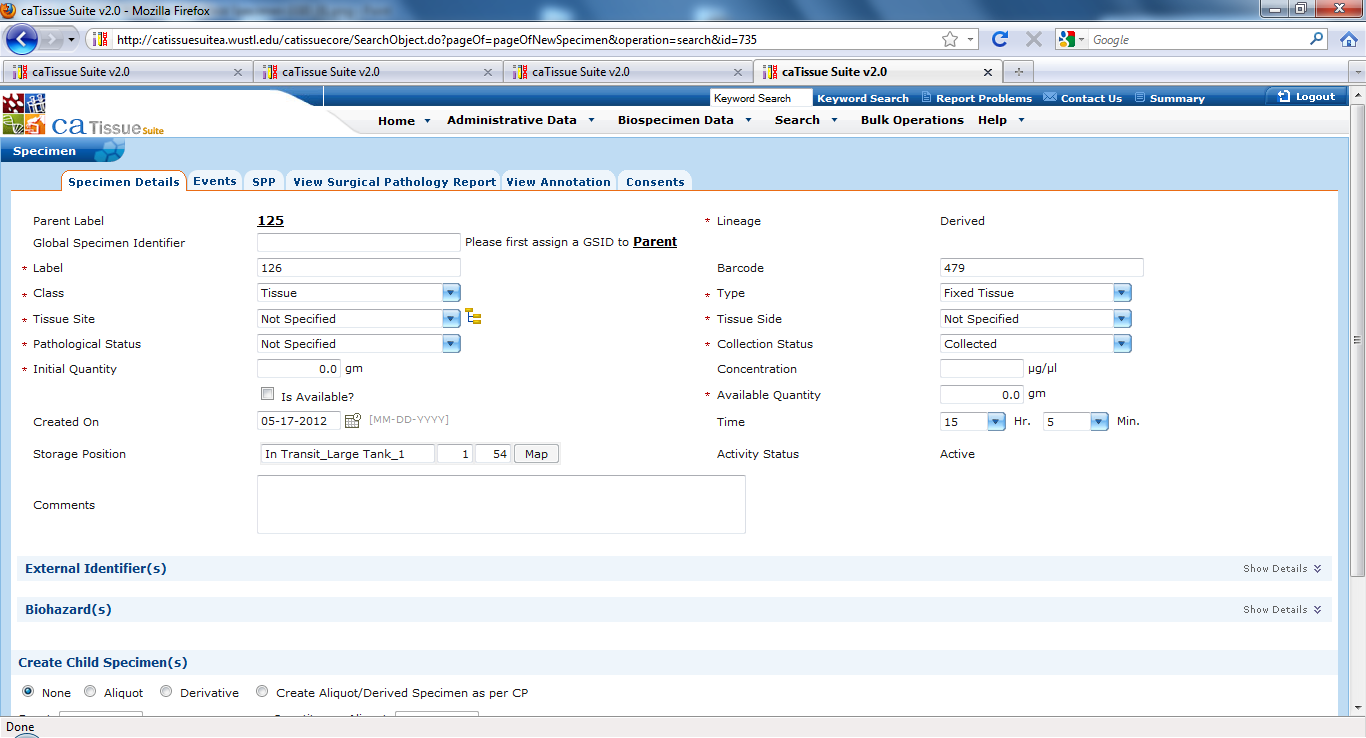 caTissue Suite v2.0 - Mozilla Firefox
http://catissuesuitea.wustl.edu/catissuecore/SearchObject.do?pageOf=pageOfNewSpecimen&operation=search&id=735
Google
caTissue Suite v2.0
caTissue Suite v2.0
caTissue Suite v2.0
caTissue Suite v2.0
Keyword Search Keyword Search Report Problems Contact Us Summary Logout
ca Tissue Suite
Home Administrative Data Biospecimen Data Search Bulk Operations Help
Specimen
Specimen Details Events SPP View Surgical Pathology Report View Annotation Consents
Parent Label 125 * Lineage Derived
Global Specimen Identifier Please first assign a GSID to Parent
* Label 126 Barcode 479
* Class Tissue * Type Fixed Tissue
* Tissue Site Not Specified * Tissue Side Not Specified
* Pathological Status Not Specified * Collection Status Collected
* Initial Quantity 0.0 gm Concentration µg/µl
Is Available? * Available Quantity 0.0 gm
Created On 05-17-2012 [MM-DD-YYYY] Time 15 Hr. 5 Min.
Storage Position In Transit_Large Tank_1 1 54 Map Activity Status Active
Comments
External Identifier(s) Show Details
Biohazard(s) Show Details
Create Child Specimen(s)
None Aliquot Derivative Create Aliquot/Derived Specimen as per CP
Done